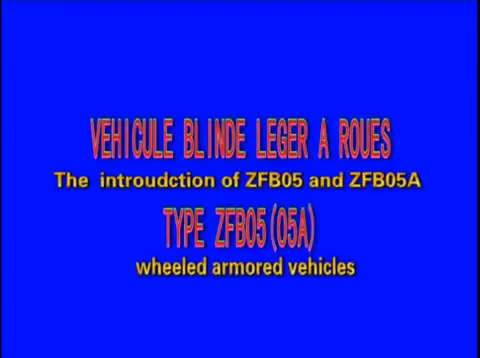 VEHICULE BLINDE LEGER A ROUES
The introudction of ZFB05 and ZFB05A
TYPE ZFB05(05A)
wheeled armored vehicles